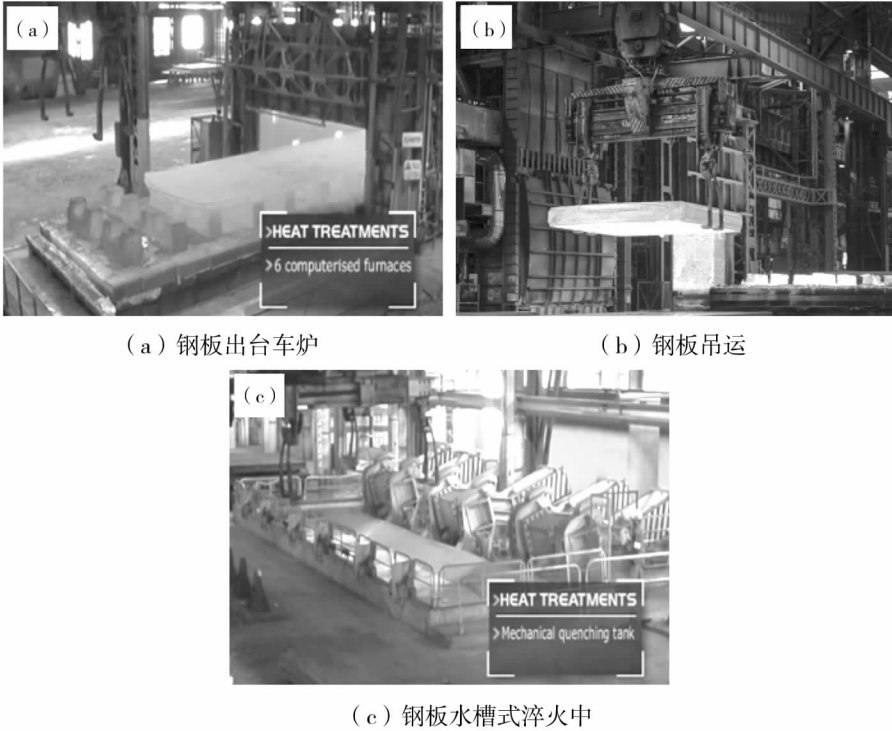 (a)
>HEAT TREATMENTS
>6 computerised furnaces
(b)
(a)钢板出台车炉
(b)钢板吊运
(c)
>HEAT TREATMENTS
>Mechanical quenching tank
(c)钢板水槽式淬火中